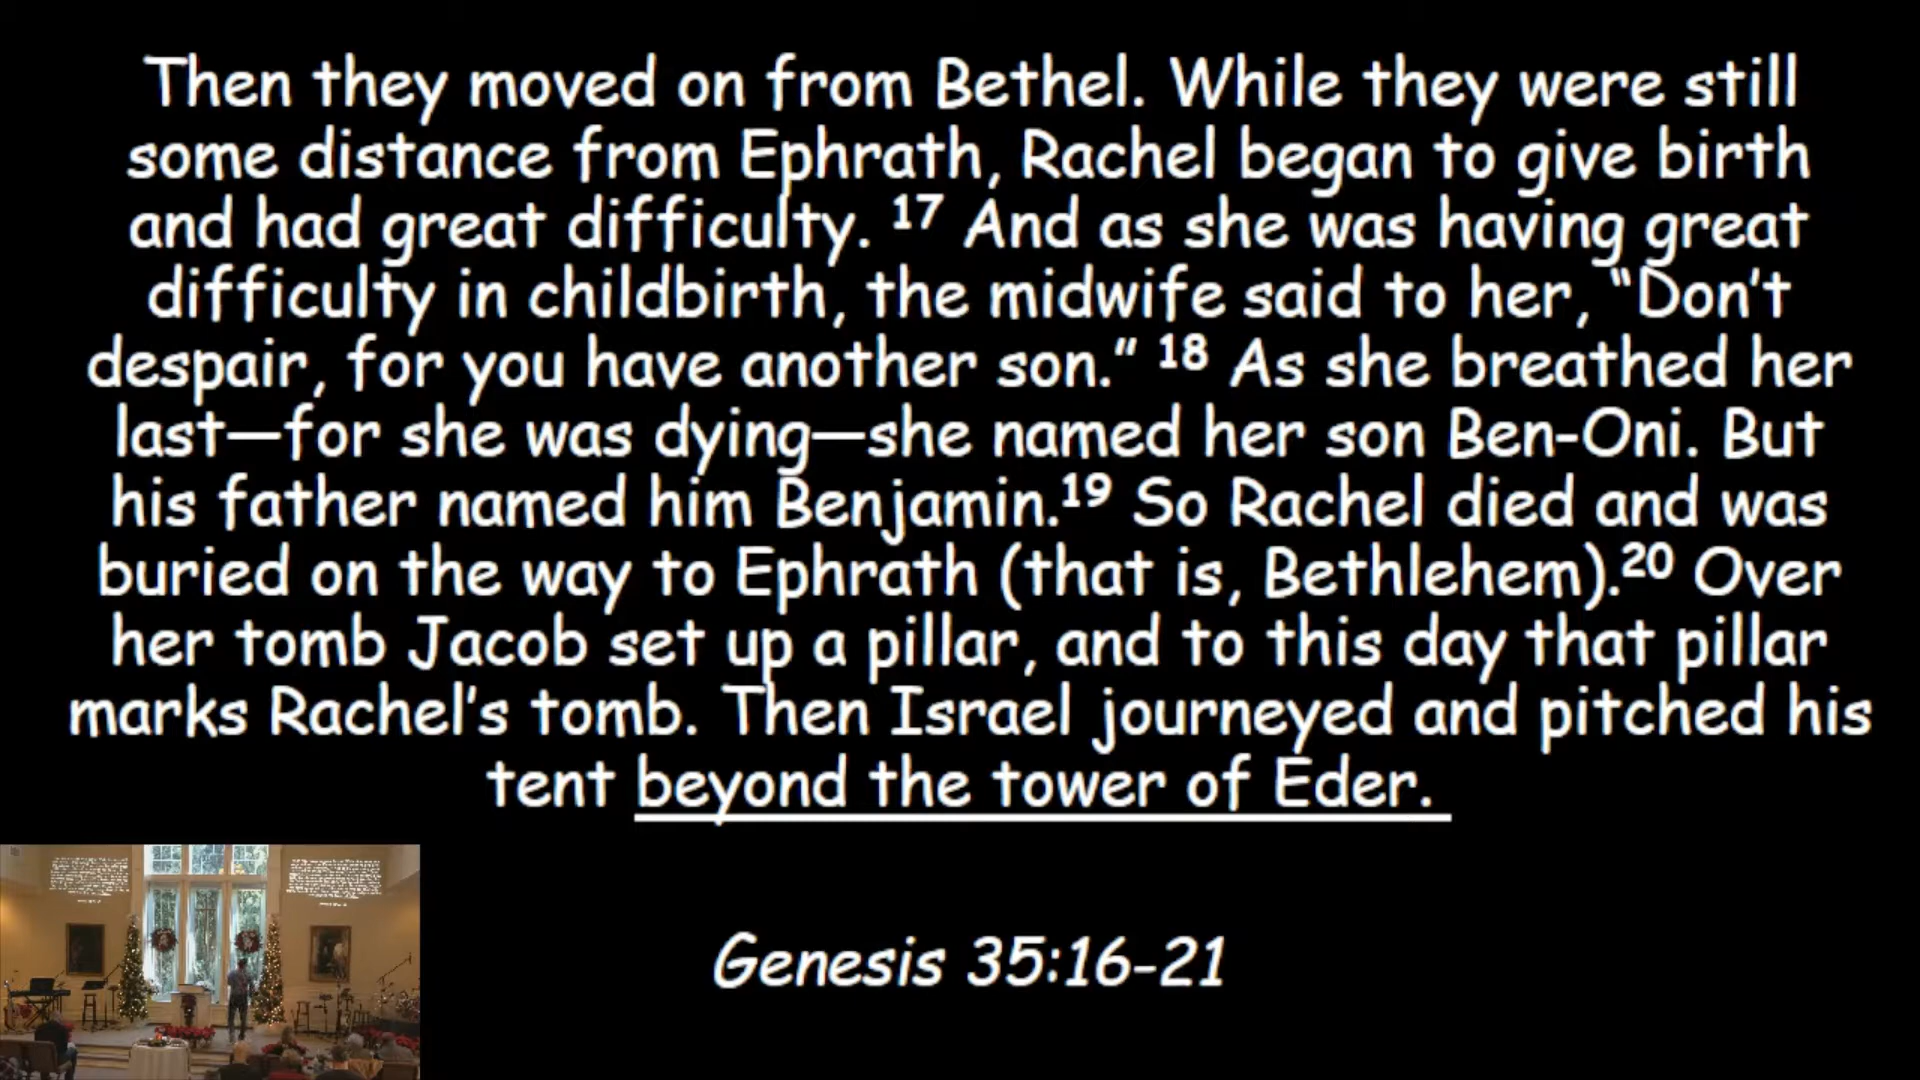 Then they moved on from Bethel. While they were still
some distance from Ephrath, Rachel began to give birth
and had great difficulty. 17 And as she was having great
difficulty in childbirth, the midwife said to her, “Don’t
despair, for you have another son.” 18 As she breathed her
last—for she was dying—she named her son Ben-Oni. But
his father named him Benjamin.19 So Rachel died and was
buried on the way to Ephrath (that is, Bethlehem).20 Over
her tomb Jacob set up a pillar, and to this day that pillar
marks Rachel’s tomb. Then Israel journeyed and pitched his
tent beyond the tower of Eder.
Genesis 35:16-21